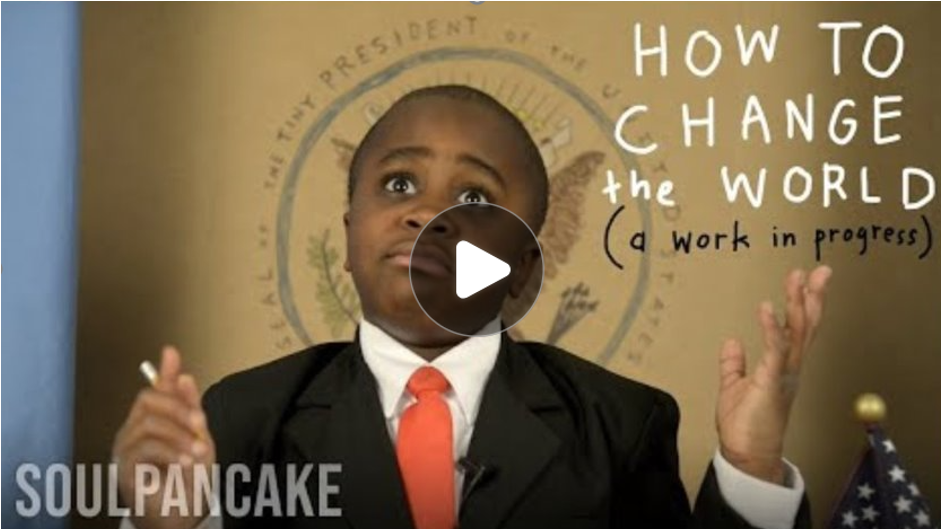 HOW TO
CHANGE
the WORLD
(a work in progress)
SEAL OF THE TINY PRESIDENT OF THE UNITED STATES
SOULPANCAKE